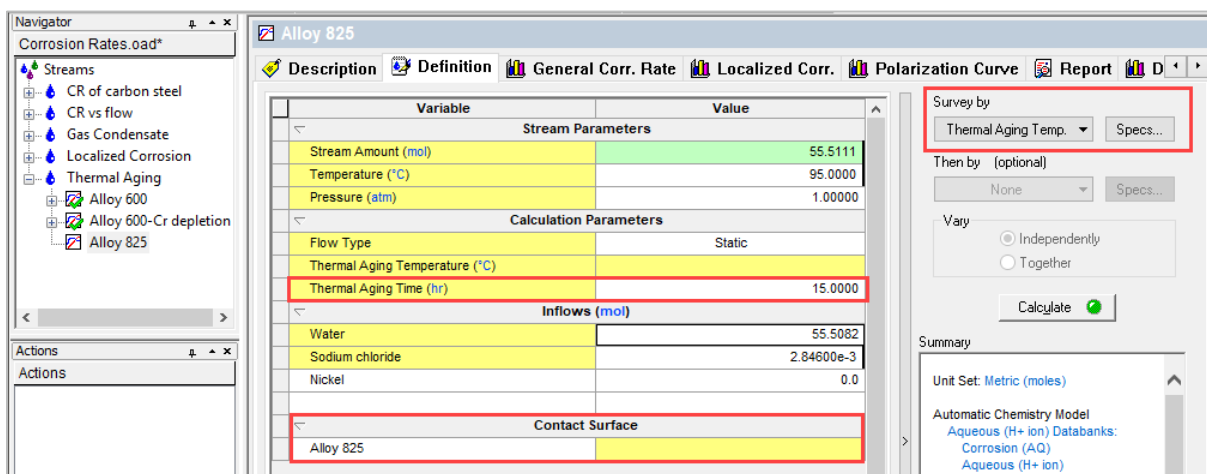 Navigator
Corrosion Rates.oad*
Streams
CR of carbon steel
CR vs flow
Gas Condensate
Localized Corrosion
Thermal Aging
Alloy 600
Alloy 600-Cr depletion
Alloy 825
Actions
Actions
Alloy 825
Description Definition General Corr. Rate Localized Corr. Polarization Curve Report D
Variable Value
Stream Parameters
Stream Amount (mol) 55.5111
Temperature (°C) 95.0000
Pressure (atm) 1.00000
Calculation Parameters
Flow Type Static
Thermal Aging Temperature (°C)
Thermal Aging Time (hr) 15.0000
Inflows (mol)
Water 55.5082
Sodium chloride 2.84600e-3
Nickel 0.0
Contact Surface
Alloy 825
Survey by
Thermal Aging Temp. Specs...
Then by (optional)
None Specs...
Vary
Independently
Together
Calculate
Summary
Unit Set: Metric (moles)
Automatic Chemistry Model
Aqueous (H+ ion) Databanks:
Corrosion (AQ)
Aqueous (H+ ion)